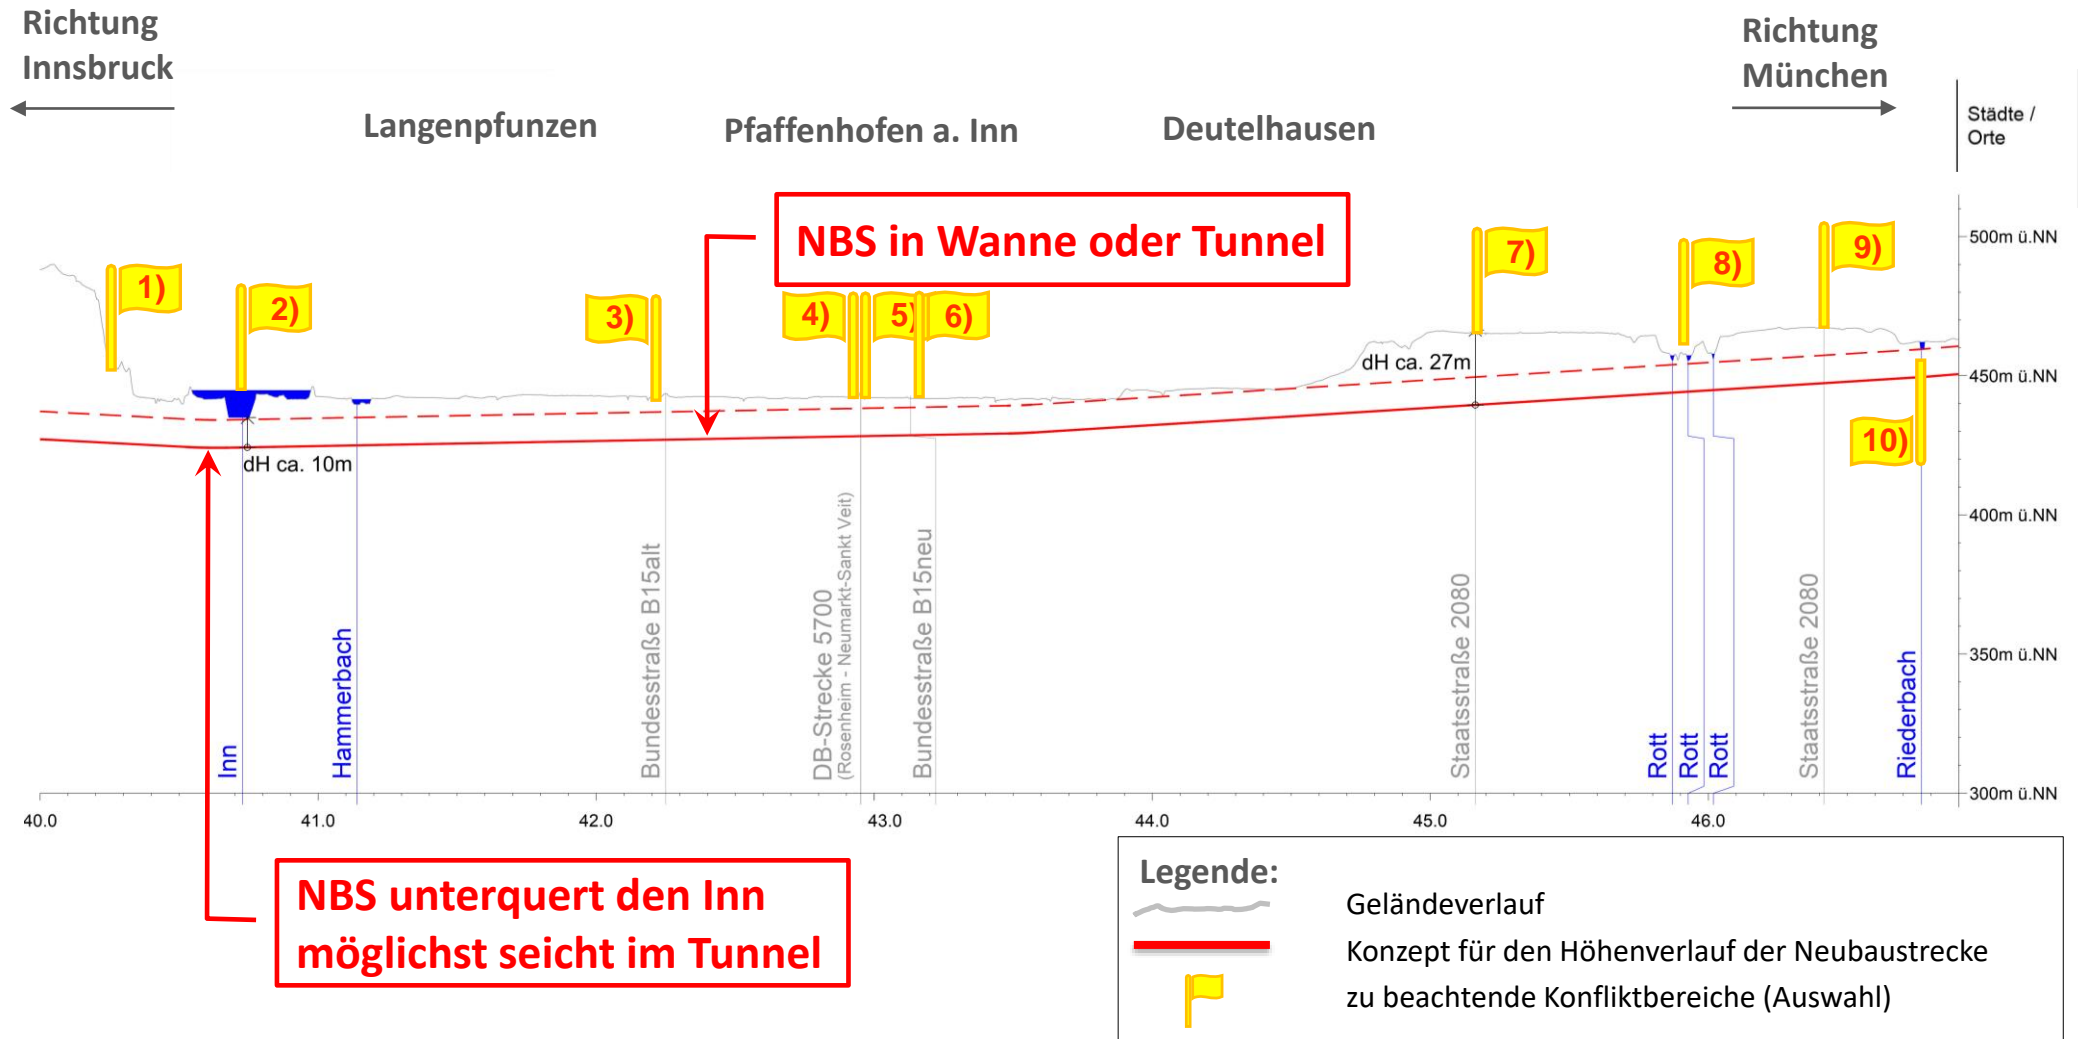 Richtung
Innsbruck
Richtung
München
Langenpfunzen
Pfaffenhofen a. Inn
Deutelhausen
Städte /
Orte
NBS in Wanne oder Tunnel
500m ü.NN
450m ü.NN
400m ü.NN
350m ü.NN
300m ü.NN
1)
2)
3)
4)
5)
6)
7)
8)
9)
10)
dH ca. 10m
dH ca. 27m
Inn
Hammerbach
Bundesstraße B15alt
DB-Strecke 5700
(Rosenheim - Neumarkt-Sankt Veit)
Bundesstraße B15neu
Staatsstraße 2080
Rott
Rott
Rott
Staatsstraße 2080
Riederbach
40.0
41.0
42.0
43.0
44.0
45.0
46.0
NBS unterquert den Inn
möglichst seicht im Tunnel
Legende:
Geländeverlauf
Konzept für den Höhenverlauf der Neubaustrecke
zu beachtende Konfliktbereiche (Auswahl)